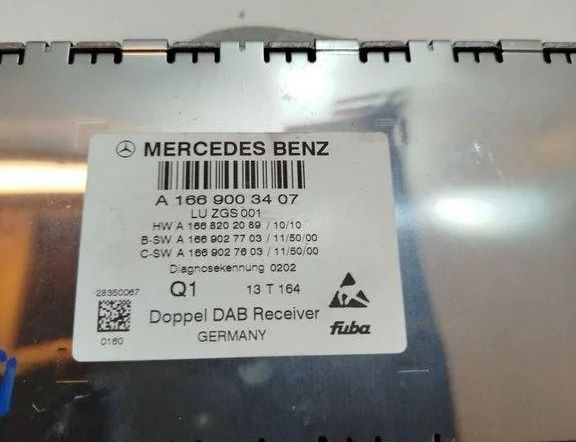 MERCEDES BENZ
A 166 900 34 07
LU ZGS 001
HW A 166 820 20 89 / 10/10
B-SW A 166 902 77 03 / 11/50/00
C-SW A 166 902 76 03 / 11/50/00
Diagnosekennung 0202
28350067 Q1 13 T 164
0160 Doppel DAB Receiver
GERMANY fuba